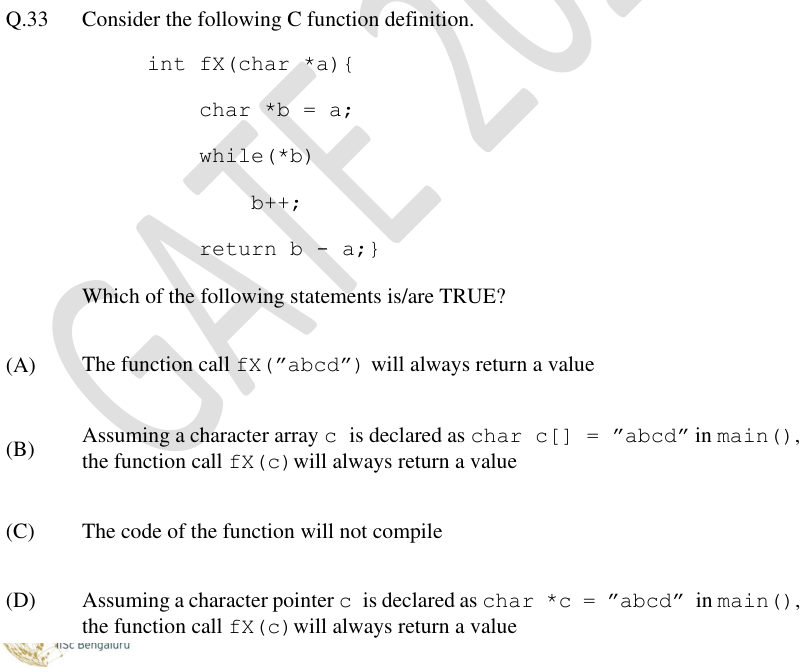 Q.33 Consider the following C function definition.
int fX(char *a){
char *b = a;
while(*b)
b++;
return b - a;}
Which of the following statements is/are TRUE?
(A) The function call fX(″abcd″) will always return a value
(B) Assuming a character array c is declared as char c[] = ″abcd″ in main(),
the function call fX(c) will always return a value
(C) The code of the function will not compile
(D) Assuming a character pointer c is declared as char *c = ″abcd″ in main(),
the function call fX(c) will always return a value
IISc Bengaluru
GATE